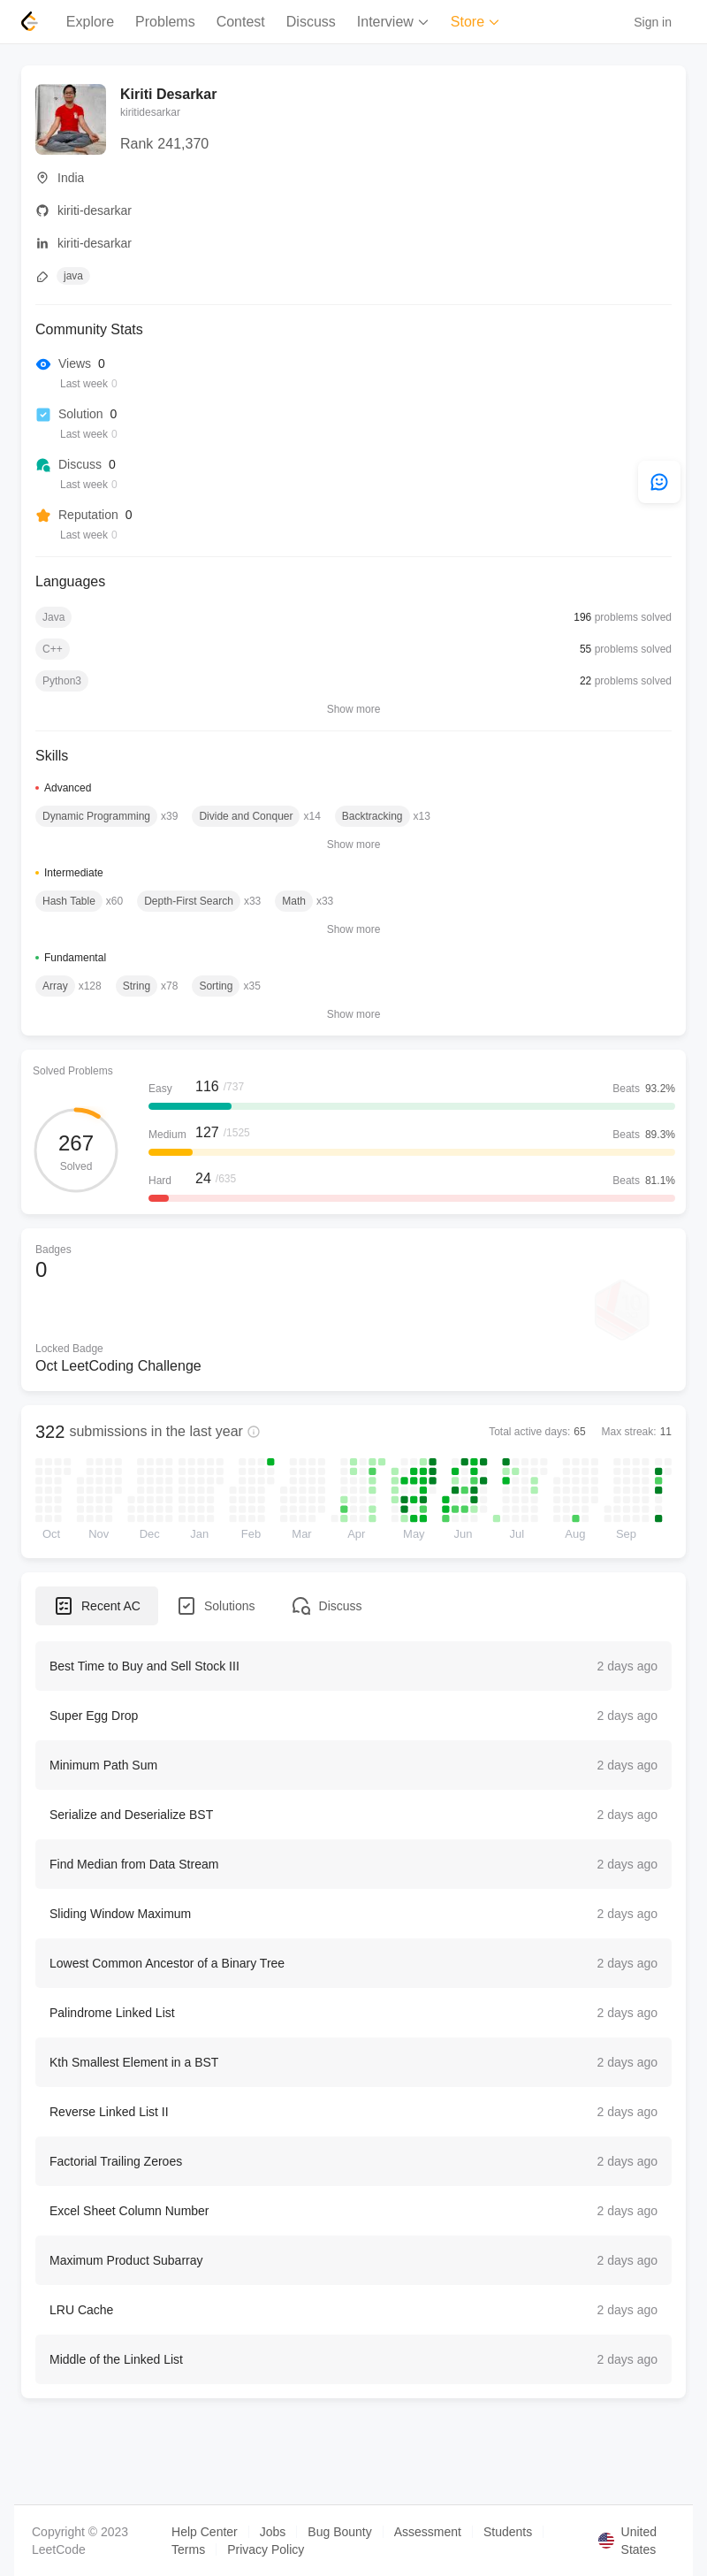 Explore Problems Contest Discuss Interview Store Sign in
Kiriti Desarkar
kiritidesarkar
Rank 241,370
India
kiriti-desarkar
kiriti-desarkar
java
Community Stats
Views 0
Last week 0
Solution 0
Last week 0
Discuss 0
Last week 0
Reputation 0
Last week 0
Languages
Java 196 problems solved
C++ 55 problems solved
Python3 22 problems solved
Show more
Skills
Advanced
Dynamic Programming x39 Divide and Conquer x14 Backtracking x13
Show more
Intermediate
Hash Table x60 Depth-First Search x33 Math x33
Show more
Fundamental
Array x128 String x78 Sorting x35
Show more
Solved Problems
267
Solved
Easy 116 /737 Beats 93.2%
Medium 127 /1525 Beats 89.3%
Hard 24 /635 Beats 81.1%
Badges
0
Locked Badge
Oct LeetCoding Challenge
322 submissions in the last year Total active days: 65 Max streak: 11
Oct Nov Dec Jan Feb Mar Apr May Jun Jul Aug Sep
Recent AC Solutions Discuss
Best Time to Buy and Sell Stock III 2 days ago
Super Egg Drop 2 days ago
Minimum Path Sum 2 days ago
Serialize and Deserialize BST 2 days ago
Find Median from Data Stream 2 days ago
Sliding Window Maximum 2 days ago
Lowest Common Ancestor of a Binary Tree 2 days ago
Palindrome Linked List 2 days ago
Kth Smallest Element in a BST 2 days ago
Reverse Linked List II 2 days ago
Factorial Trailing Zeroes 2 days ago
Excel Sheet Column Number 2 days ago
Maximum Product Subarray 2 days ago
LRU Cache 2 days ago
Middle of the Linked List 2 days ago
Copyright © 2023
LeetCode
Help Center Jobs Bug Bounty Assessment Students
Terms Privacy Policy
United
States